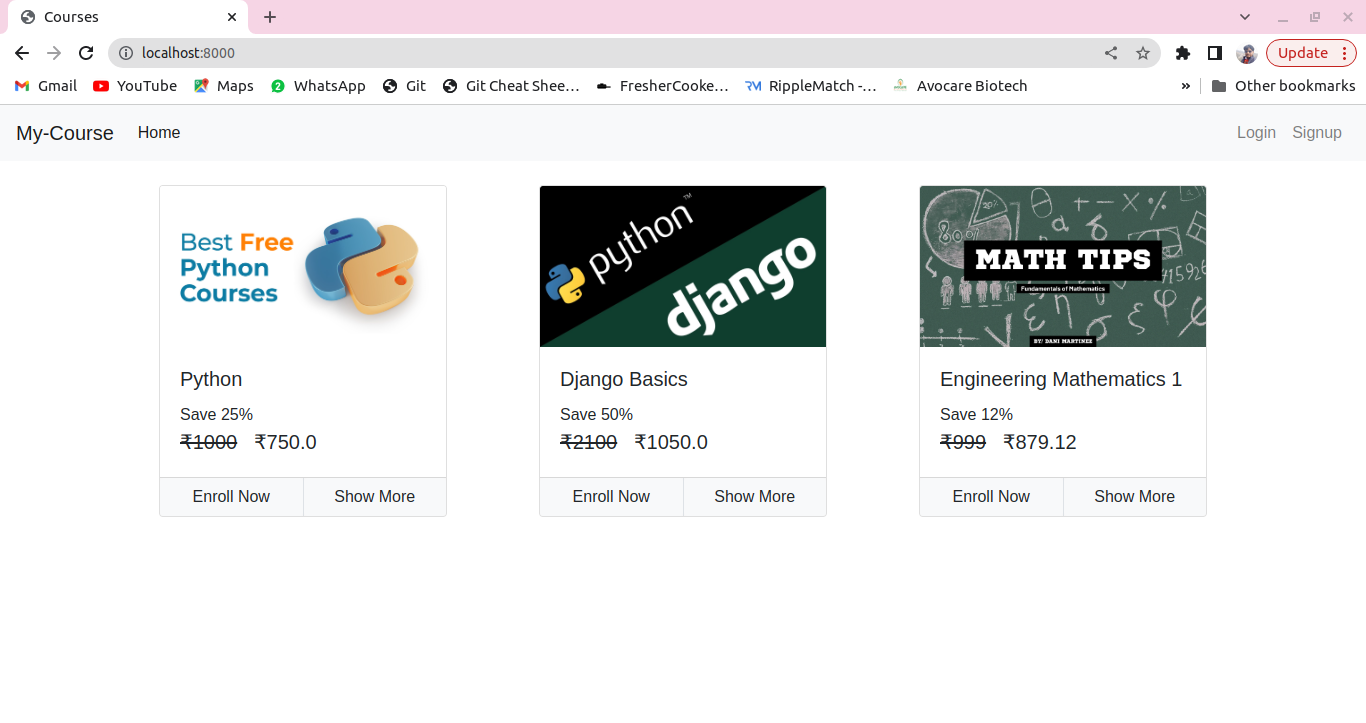 Courses
localhost:8000
Update
Gmail YouTube Maps WhatsApp Git Git Cheat Shee… FresherCooke… RippleMatch -… Avocare Biotech » Other bookmarks
My-Course Home Login Signup
Best Free
Python
Courses
Python
Save 25%
₹1000 ₹750.0
Enroll Now Show More
python™
django
Django Basics
Save 50%
₹2100 ₹1050.0
Enroll Now Show More
20%
80%
MATH TIPS
Fundamentals of Mathematics
BY/ DANI MARTINEZ
Engineering Mathematics 1
Save 12%
₹999 ₹879.12
Enroll Now Show More